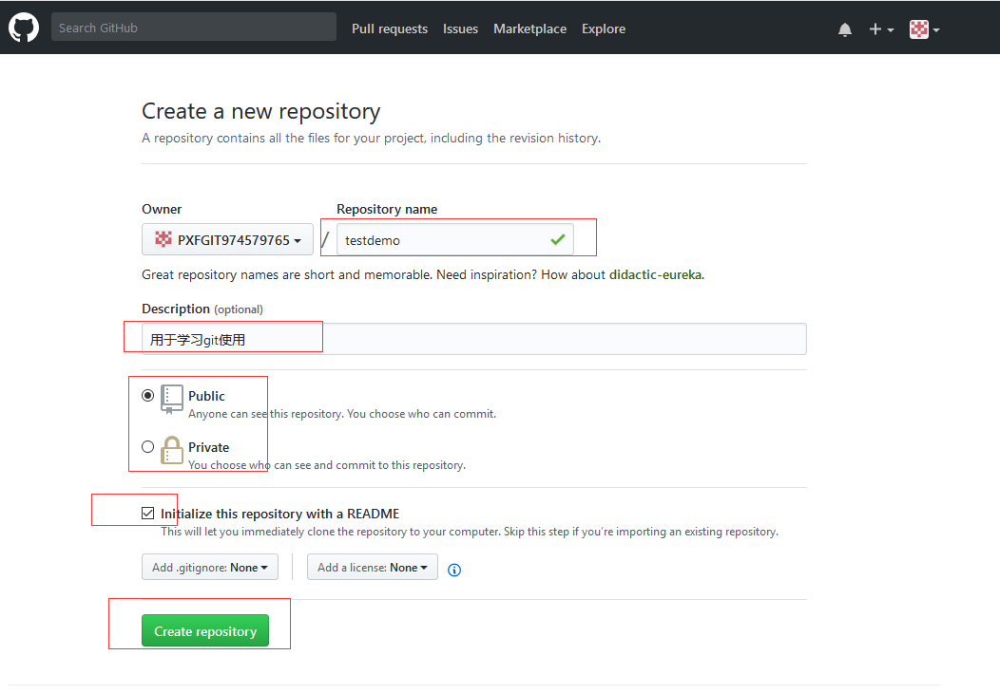 Search GitHub Pull requests Issues Marketplace Explore
Create a new repository
A repository contains all the files for your project, including the revision history.
Owner Repository name
PXFGIT974579765 / testdemo
Great repository names are short and memorable. Need inspiration? How about didactic-eureka.
Description (optional)
用于学习git使用
Public
Anyone can see this repository. You choose who can commit.
Private
You choose who can see and commit to this repository.
Initialize this repository with a README
This will let you immediately clone the repository to your computer. Skip this step if you're importing an existing repository.
Add .gitignore: None Add a license: None
Create repository